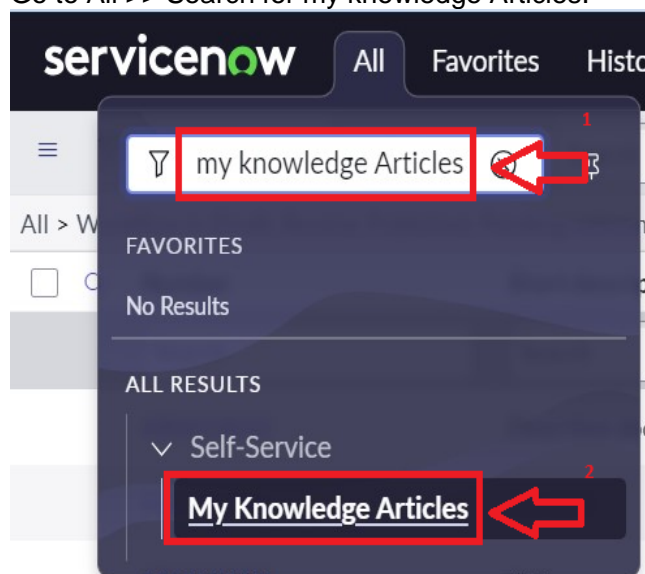 Go to All >> Search for my knowledge Articles.
servicenow All Favorites Histo
1
my knowledge Articles
All > W
FAVORITES
No Results
ALL RESULTS
Self-Service
2
My Knowledge Articles